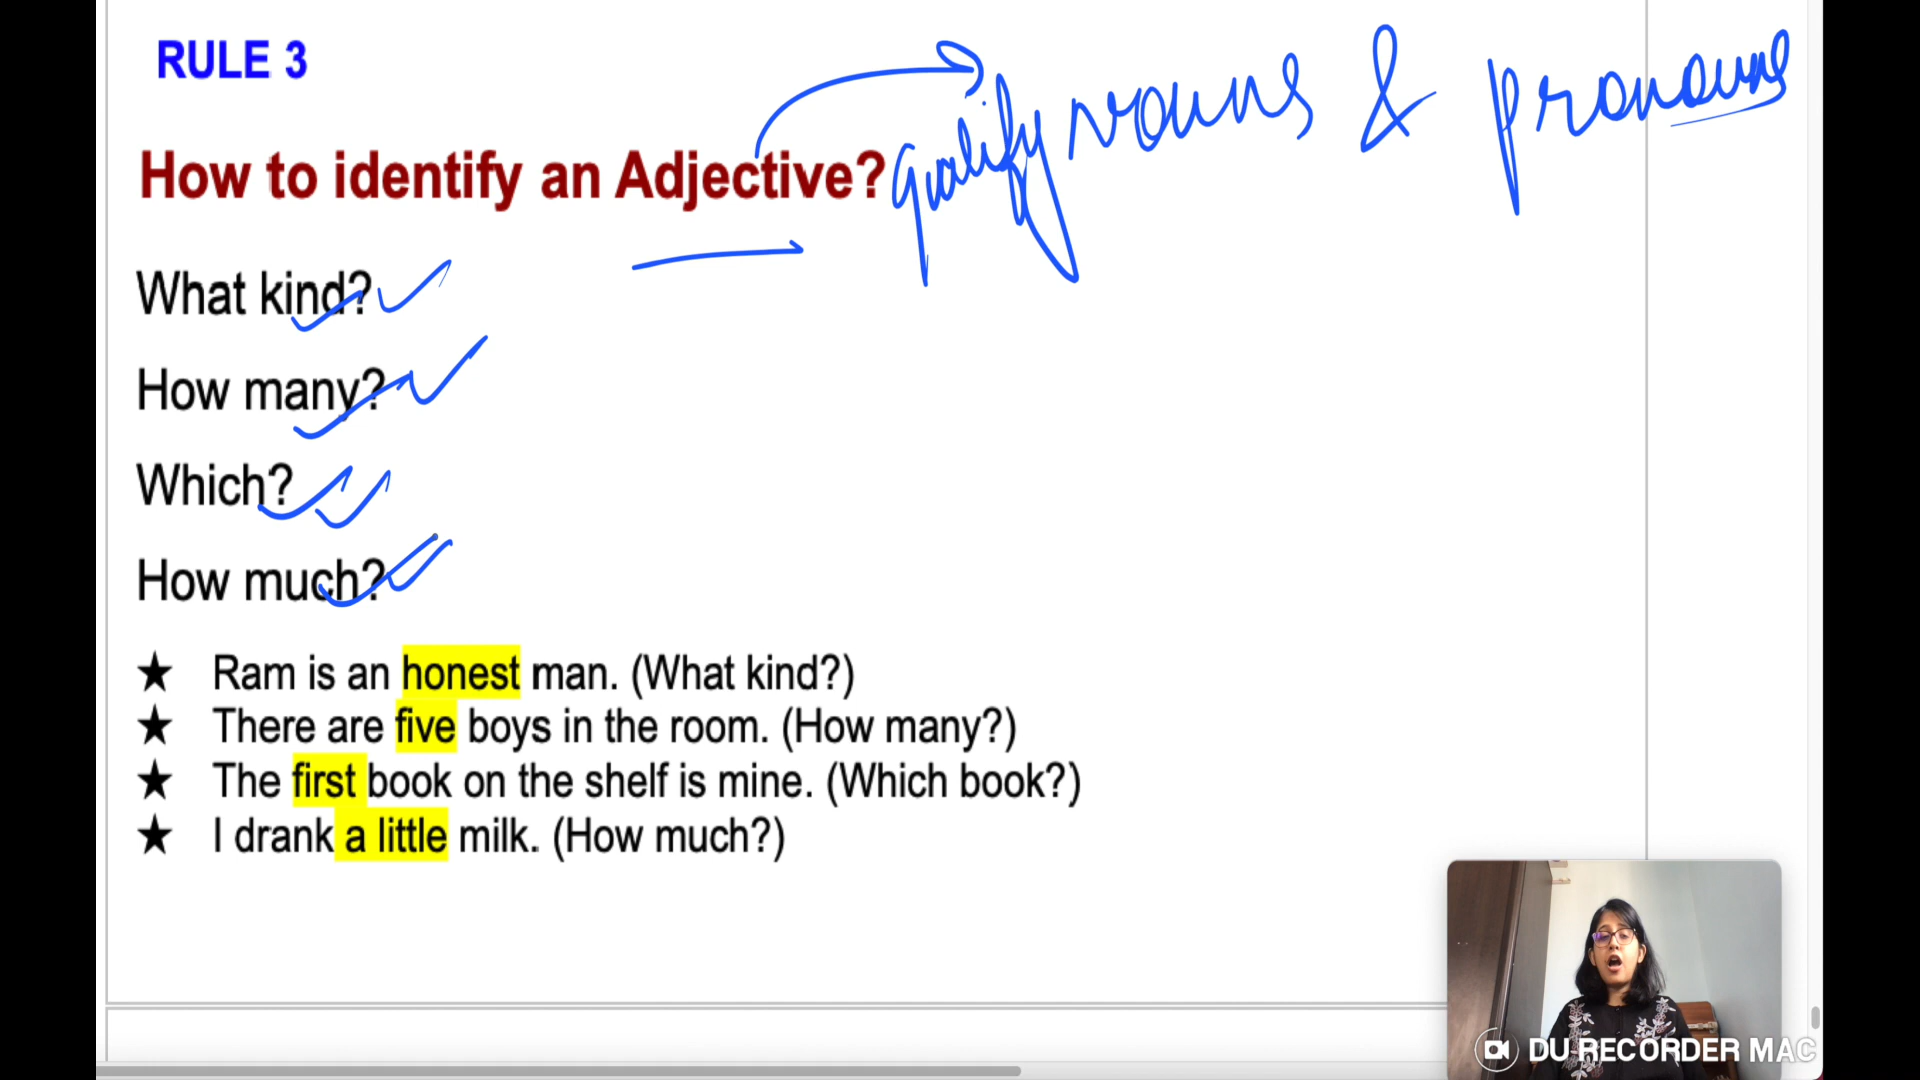 RULE 3
qualify nouns & pronouns
How to identify an Adjective?
What kind?
How many?
Which?
How much?
★ Ram is an honest man. (What kind?)
★ There are five boys in the room. (How many?)
★ The first book on the shelf is mine. (Which book?)
★ I drank a little milk. (How much?)
DU RECORDER MAC